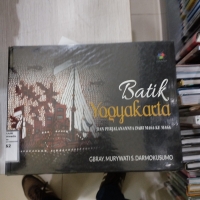 Batik
Yogyakarta
DAN PERJALANANNYA DARI MASA KE MASA
GBRAY. MURYWATI S. DARMOKUSUMO